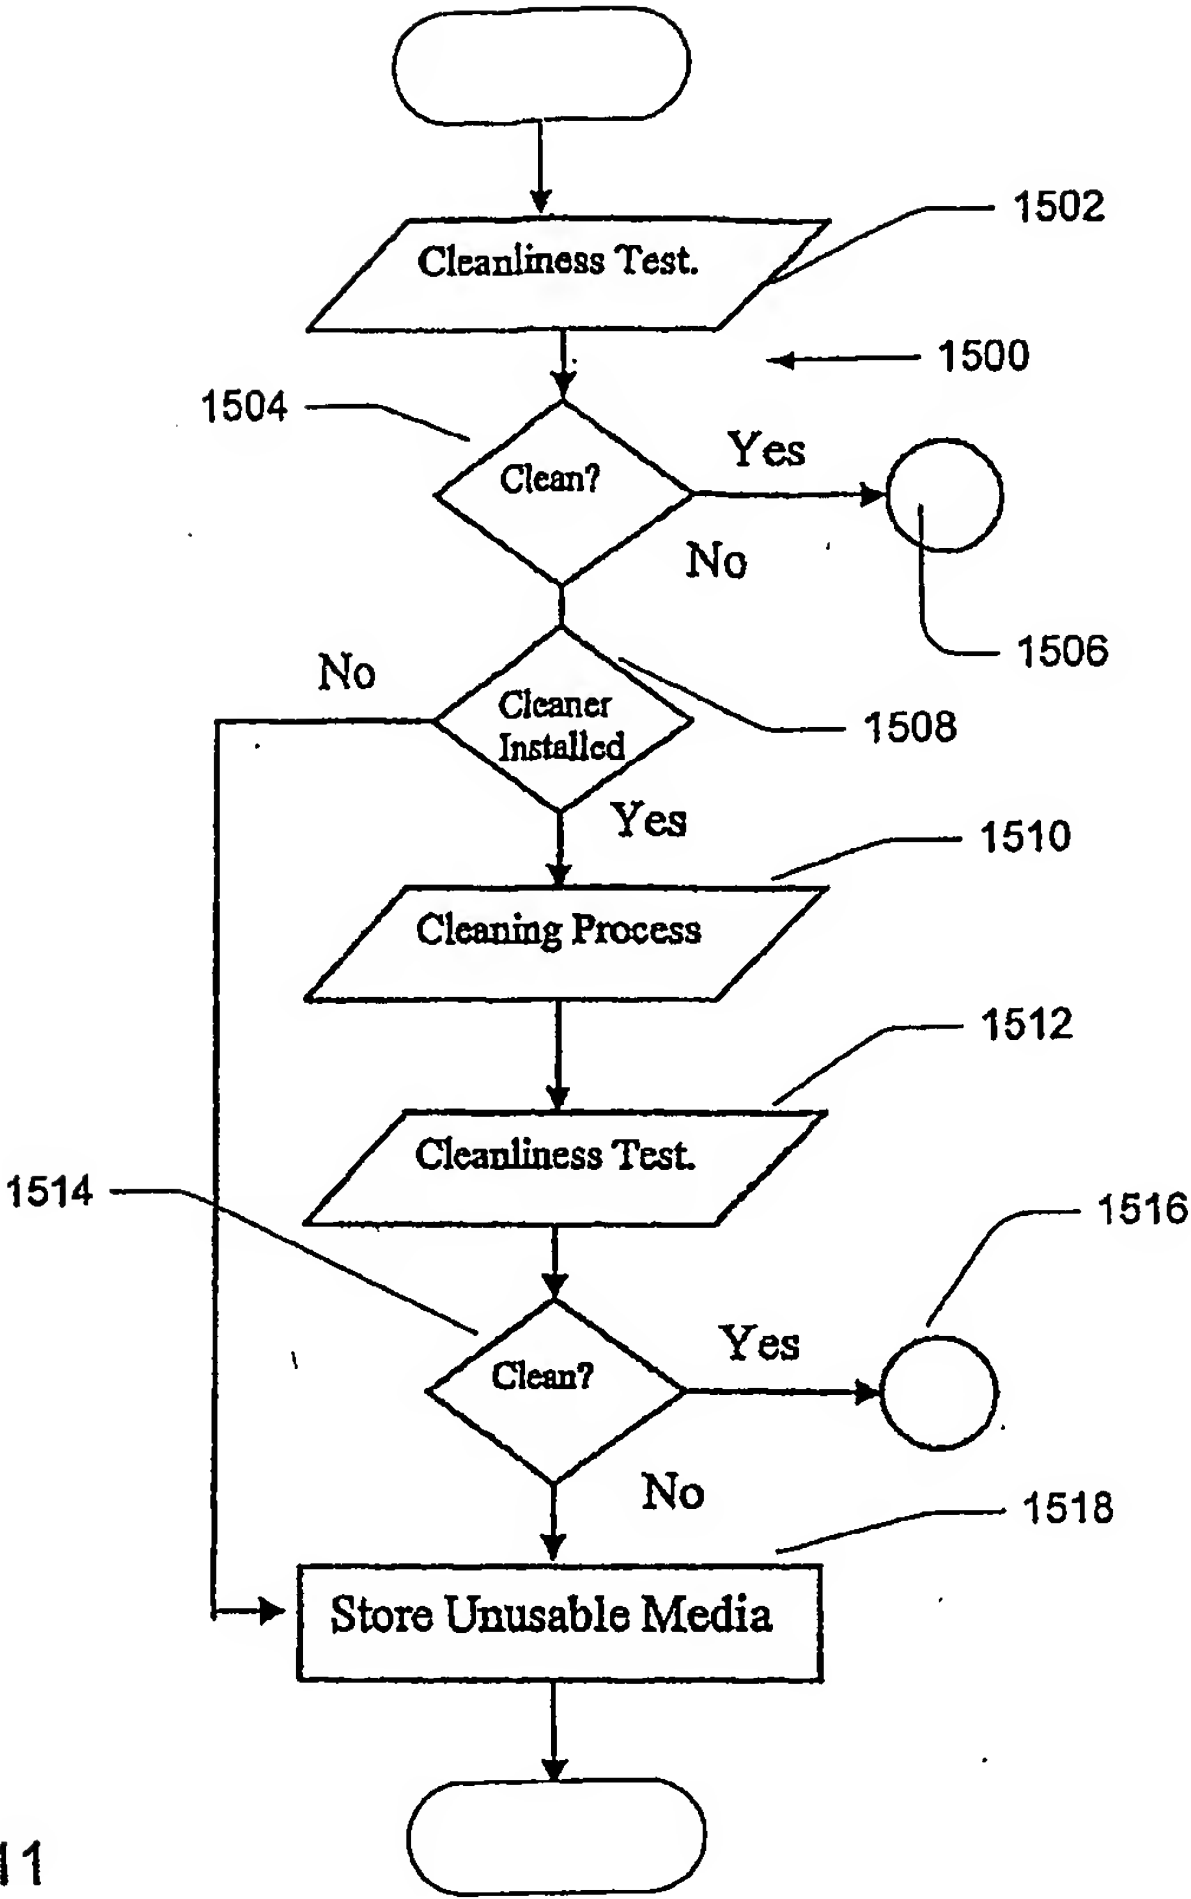 1502
Cleanliness Test.
1500
1504
Yes
Clean?
No
1506
No
Cleaner
Installed
1508
Yes
1510
Cleaning Process
1512
Cleanliness Test.
1514
1516
Yes
Clean?
No
1518
Store Unusable Media
11